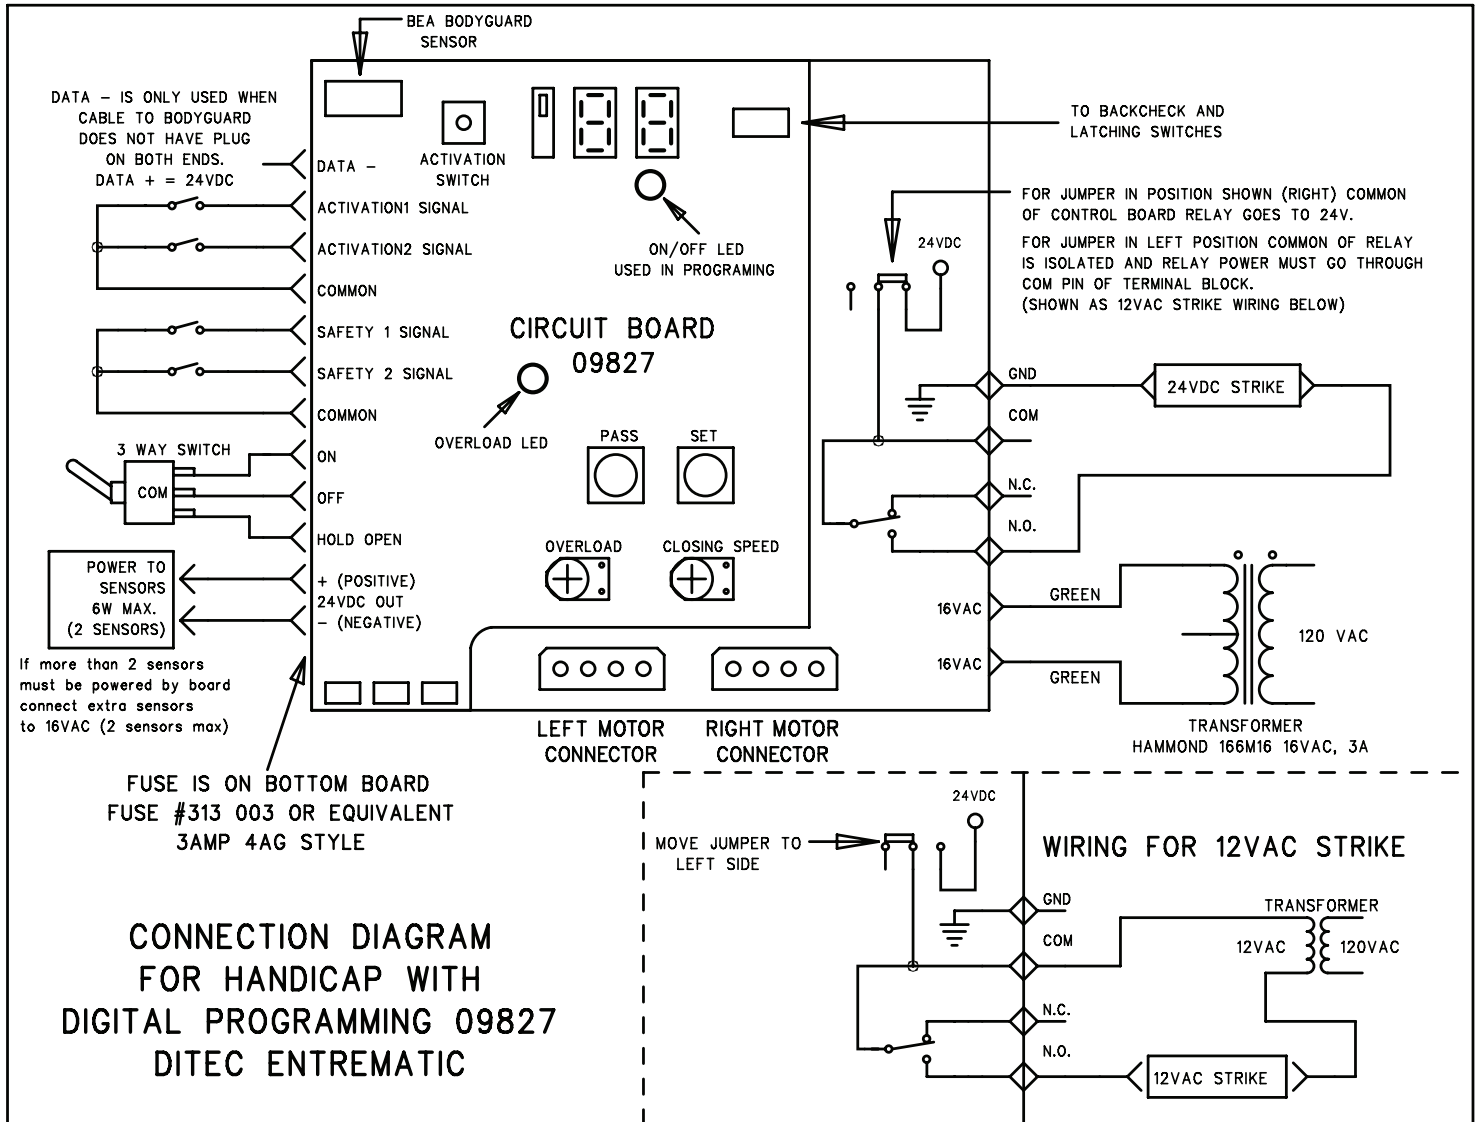 BEA BODYGUARD
SENSOR
DATA - IS ONLY USED WHEN
CABLE TO BODYGUARD
DOES NOT HAVE PLUG
ON BOTH ENDS.
DATA + = 24VDC
ACTIVATION
SWITCH
TO BACKCHECK AND
LATCHING SWITCHES
DATA -
ACTIVATION1 SIGNAL
ACTIVATION2 SIGNAL
COMMON
SAFETY 1 SIGNAL
SAFETY 2 SIGNAL
COMMON
ON
OFF
HOLD OPEN
+ (POSITIVE)
24VDC OUT
- (NEGATIVE)
ON/OFF LED
USED IN PROGRAMING
24VDC
FOR JUMPER IN POSITION SHOWN (RIGHT) COMMON
OF CONTROL BOARD RELAY GOES TO 24V.
FOR JUMPER IN LEFT POSITION COMMON OF RELAY
IS ISOLATED AND RELAY POWER MUST GO THROUGH
COM PIN OF TERMINAL BLOCK.
(SHOWN AS 12VAC STRIKE WIRING BELOW)
CIRCUIT BOARD
09827
OVERLOAD LED
PASS
SET
OVERLOAD
CLOSING SPEED
GND
COM
N.C.
N.O.
24VDC STRIKE
3 WAY SWITCH
COM
POWER TO
SENSORS
6W MAX.
(2 SENSORS)
If more than 2 sensors
must be powered by board
connect extra sensors
to 16VAC (2 sensors max)
16VAC
16VAC
GREEN
GREEN
120 VAC
TRANSFORMER
HAMMOND 166M16 16VAC, 3A
LEFT MOTOR
CONNECTOR
RIGHT MOTOR
CONNECTOR
FUSE IS ON BOTTOM BOARD
FUSE #313 003 OR EQUIVALENT
3AMP 4AG STYLE
24VDC
MOVE JUMPER TO
LEFT SIDE
WIRING FOR 12VAC STRIKE
GND
COM
N.C.
N.O.
TRANSFORMER
12VAC
120VAC
12VAC STRIKE
CONNECTION DIAGRAM
FOR HANDICAP WITH
DIGITAL PROGRAMMING 09827
DITEC ENTREMATIC